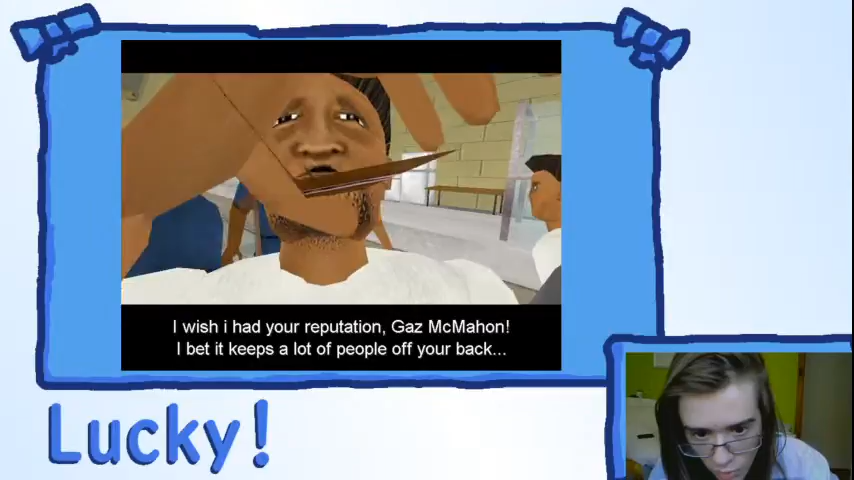 I wish i had your reputation, Gaz McMahon!
I bet it keeps a lot of people off your back...
Lucky!